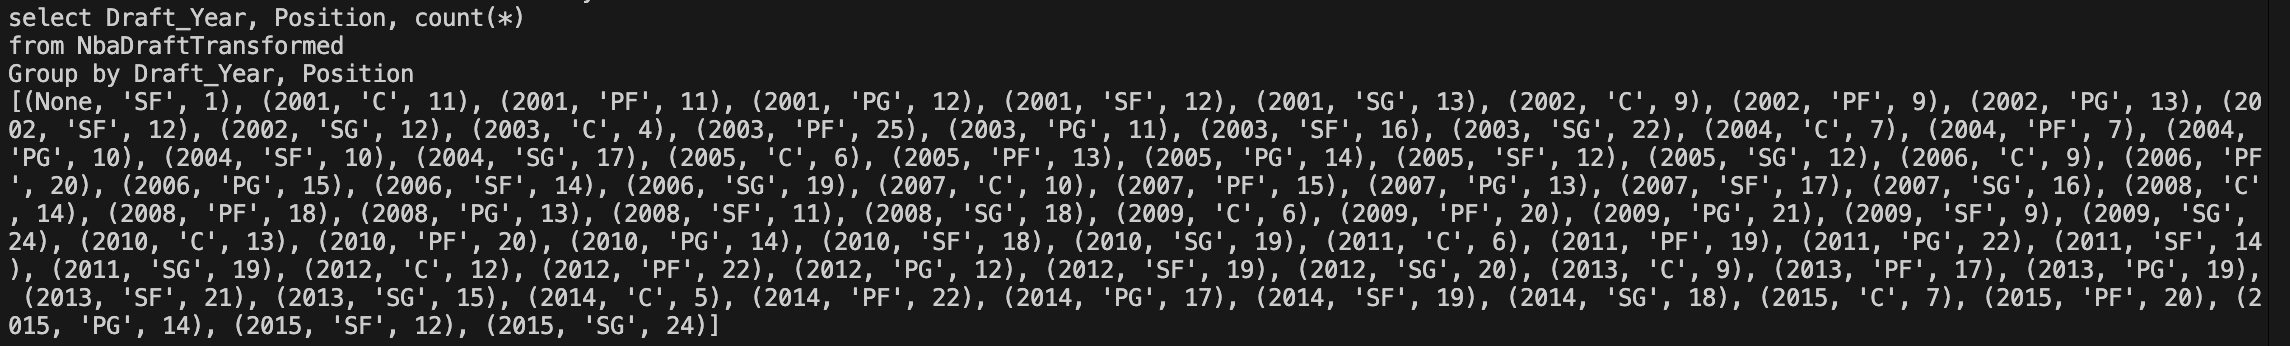 select Draft_Year, Position, count(*)
from NbaDraftTransformed
Group by Draft_Year, Position
[(None, 'SF', 1), (2001, 'C', 11), (2001, 'PF', 11), (2001, 'PG', 12), (2001, 'SF', 12), (2001, 'SG', 13), (2002, 'C', 9), (2002, 'PF', 9), (2002, 'PG', 13), (20
02, 'SF', 12), (2002, 'SG', 12), (2003, 'C', 4), (2003, 'PF', 25), (2003, 'PG', 11), (2003, 'SF', 16), (2003, 'SG', 22), (2004, 'C', 7), (2004, 'PF', 7), (2004,
'PG', 10), (2004, 'SF', 10), (2004, 'SG', 17), (2005, 'C', 6), (2005, 'PF', 13), (2005, 'PG', 14), (2005, 'SF', 12), (2005, 'SG', 12), (2006, 'C', 9), (2006, 'PF
', 20), (2006, 'PG', 15), (2006, 'SF', 14), (2006, 'SG', 19), (2007, 'C', 10), (2007, 'PF', 15), (2007, 'PG', 13), (2007, 'SF', 17), (2007, 'SG', 16), (2008, 'C'
, 14), (2008, 'PF', 18), (2008, 'PG', 13), (2008, 'SF', 11), (2008, 'SG', 18), (2009, 'C', 6), (2009, 'PF', 20), (2009, 'PG', 21), (2009, 'SF', 9), (2009, 'SG',
24), (2010, 'C', 13), (2010, 'PF', 20), (2010, 'PG', 14), (2010, 'SF', 18), (2010, 'SG', 19), (2011, 'C', 6), (2011, 'PF', 19), (2011, 'PG', 22), (2011, 'SF', 14
), (2011, 'SG', 19), (2012, 'C', 12), (2012, 'PF', 22), (2012, 'PG', 12), (2012, 'SF', 19), (2012, 'SG', 20), (2013, 'C', 9), (2013, 'PF', 17), (2013, 'PG', 19),
(2013, 'SF', 21), (2013, 'SG', 15), (2014, 'C', 5), (2014, 'PF', 22), (2014, 'PG', 17), (2014, 'SF', 19), (2014, 'SG', 18), (2015, 'C', 7), (2015, 'PF', 20), (2
015, 'PG', 14), (2015, 'SF', 12), (2015, 'SG', 24)]